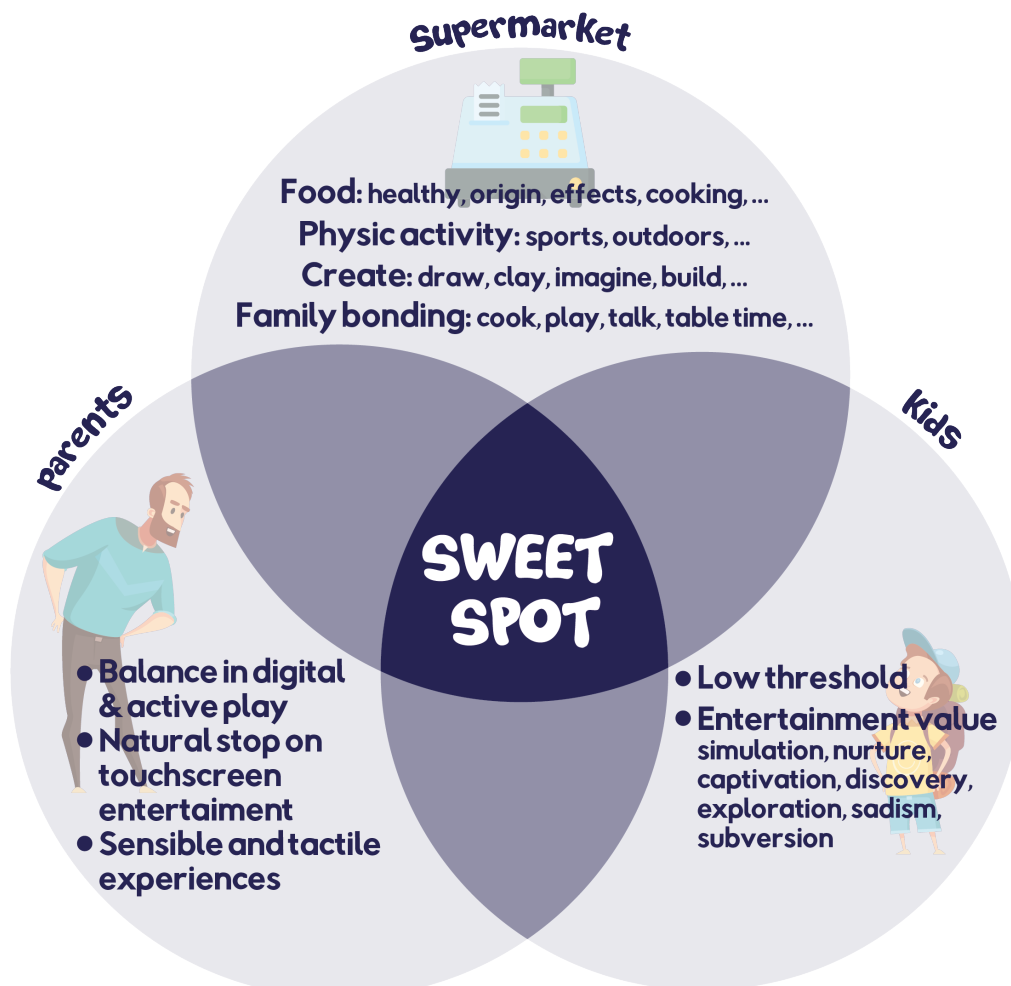 Supermarket
Food: healthy, origin, effects, cooking, ...
Physic activity: sports, outdoors, ...
Create: draw, clay, imagine, build, ...
Family bonding: cook, play, talk, table time, ...
Parents
Kids
SWEET
SPOT
• Balance in digital
& active play
• Natural stop on
touchscreen
entertaiment
• Sensible and tactile
experiences
• Low threshold
• Entertainment value
simulation, nurture,
captivation, discovery,
exploration, sadism,
subversion